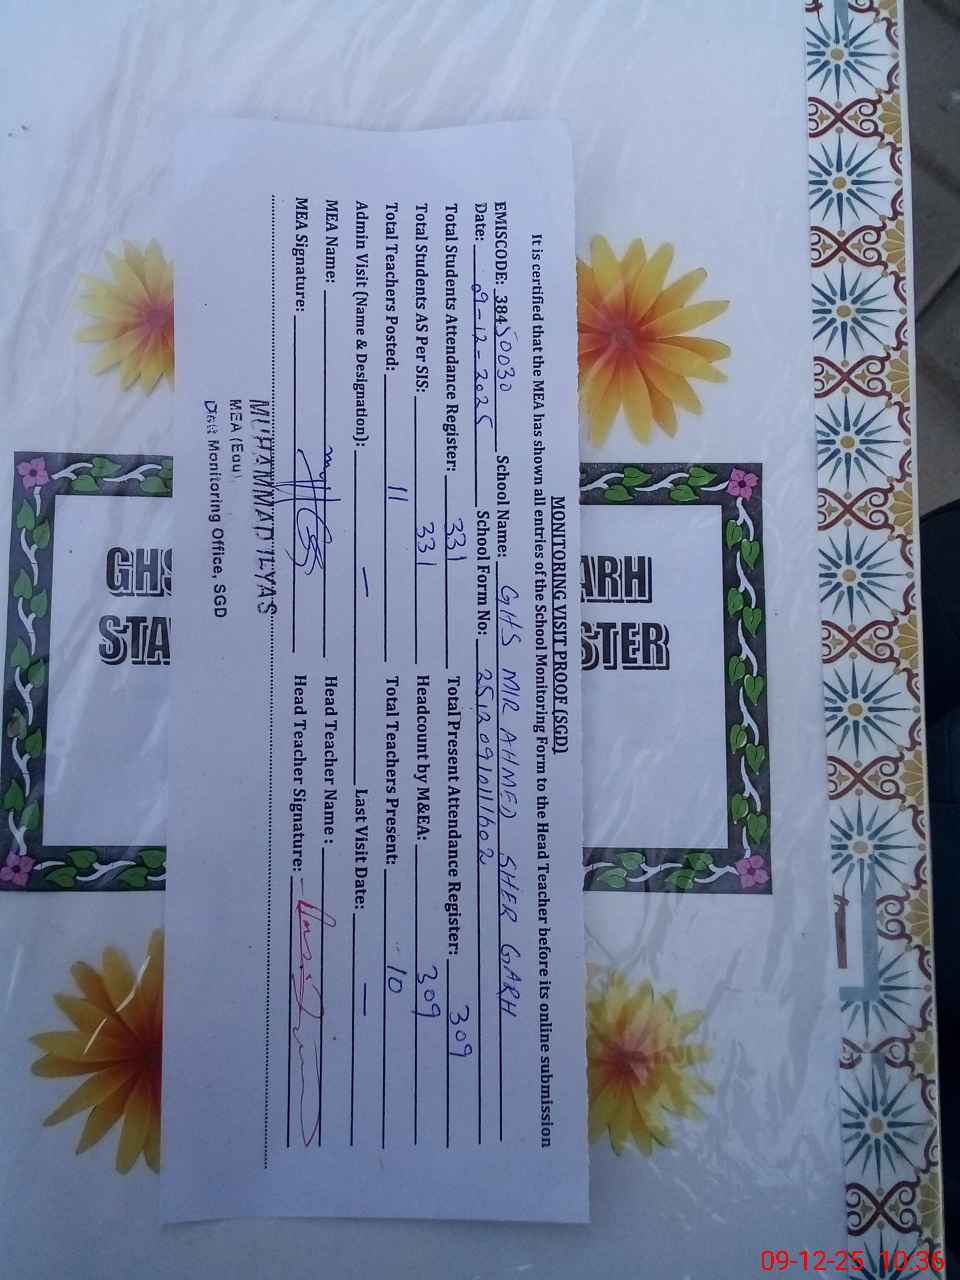 MONITORING VISIT PROOF (SGD)
It is certified that the MEA has shown all entries of the School Monitoring Form to the Head Teacher before its online submission
EMISCODE: 38450030 School Name: GHS MIR AHMED SHER GARH
Date: 09-12-2025 School Form No:
Total Students Attendance Register: 331 Total Present Attendance Register: 309
Total Students AS Per SIS: 331 Headcount by M&EA: 309
Total Teachers Posted: 11 Total Teachers Present: 10
Admin Visit (Name & Designation): — Last Visit Date: —
MEA Name: Head Teacher Name :
MEA Signature: Head Teacher Signature:
MUHAMMAD ILYAS
MEA (Edu)
Distt Monitoring Office, SGD
GHS ARH
STA STER
09-12-25 10:36